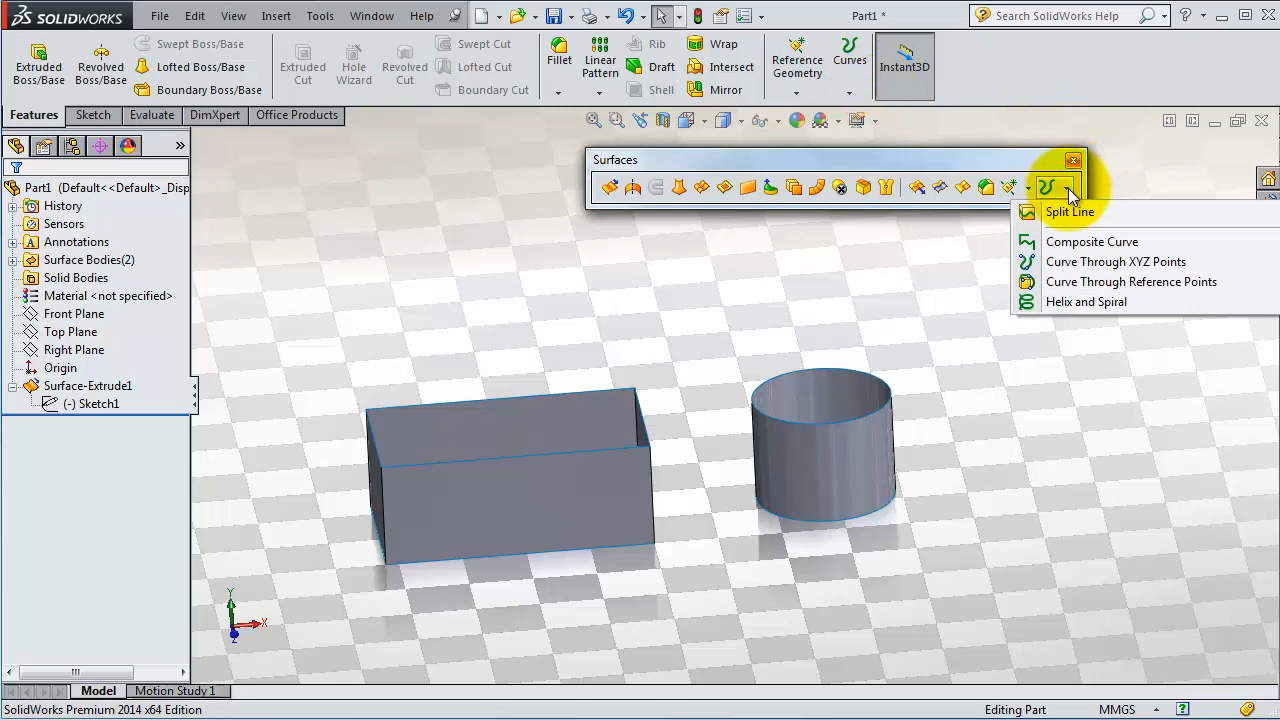 SOLIDWORKS File Edit View Insert Tools Window Help Part1 * Search SolidWorks Help
Extruded Boss/Base
Revolved Boss/Base
Swept Boss/Base
Lofted Boss/Base
Boundary Boss/Base
Extruded Cut
Hole Wizard
Revolved Cut
Swept Cut
Lofted Cut
Boundary Cut
Fillet
Linear Pattern
Rib
Draft
Shell
Wrap
Intersect
Mirror
Reference Geometry
Curves
Instant3D
Features Sketch Evaluate DimXpert Office Products
Surfaces
Split Line
Composite Curve
Curve Through XYZ Points
Curve Through Reference Points
Helix and Spiral
Part1 (Default<<Default>_Disp
History
Sensors
Annotations
Surface Bodies(2)
Solid Bodies
Material <not specified>
Front Plane
Top Plane
Right Plane
Origin
Surface-Extrude1
(-) Sketch1
Y
X
Z
Model Motion Study 1
SolidWorks Premium 2014 x64 Edition Editing Part MMGS